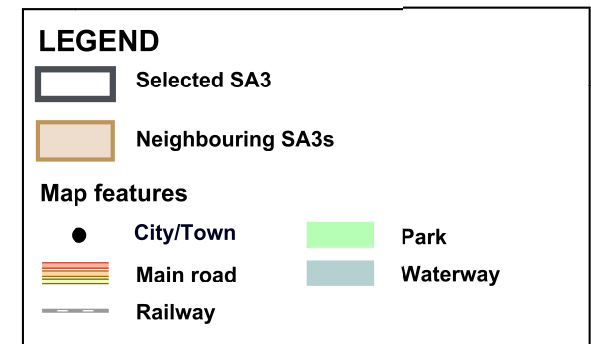 LEGEND
Selected SA3
Neighbouring SA3s
Map features
City/Town
Park
Main road
Waterway
Railway